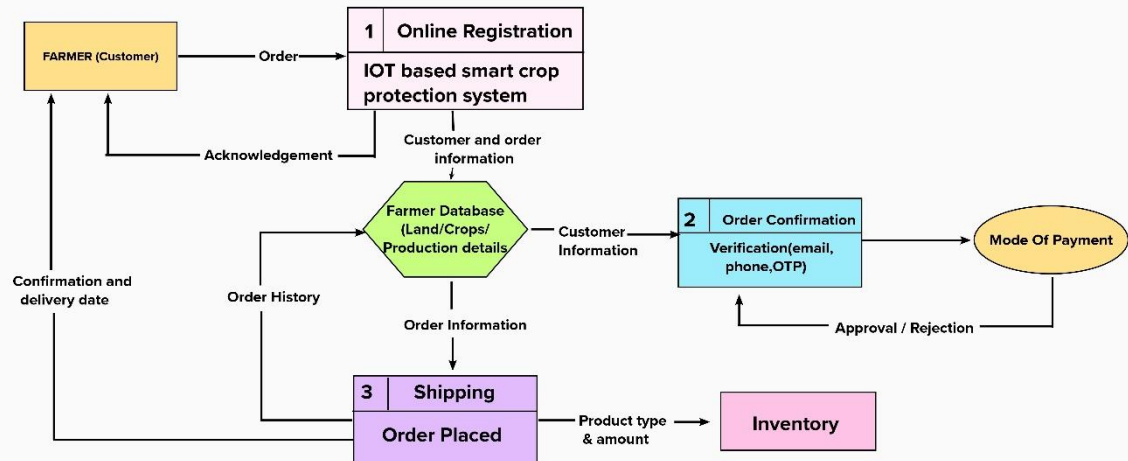 1 Online Registration
FARMER (Customer)
Order
IOT based smart crop
protection system
Acknowledgement
Customer and order
information
Farmer Database
(Land/Crops/
Production details
Customer
Information
2 Order Confirmation
Verification(email,
phone,OTP)
Mode Of Payment
Confirmation and
delivery date
Order History
Order Information
Approval / Rejection
3 Shipping
Order Placed
Product type
& amount
Inventory